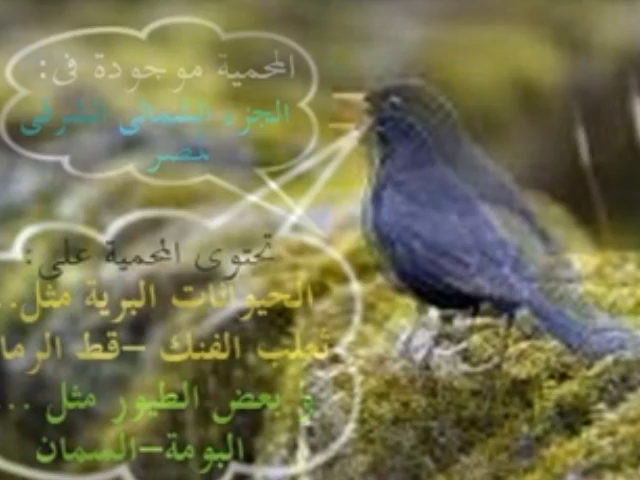 المحمية موجودة فى:
الجزء الشمالى الشرقى
لمصر
تحتوى المحمية على:
الحيوانات البرية مثل..
ثعلب الفنك –قط الرما
و بعض الطيور مثل ...
البومة–السمان